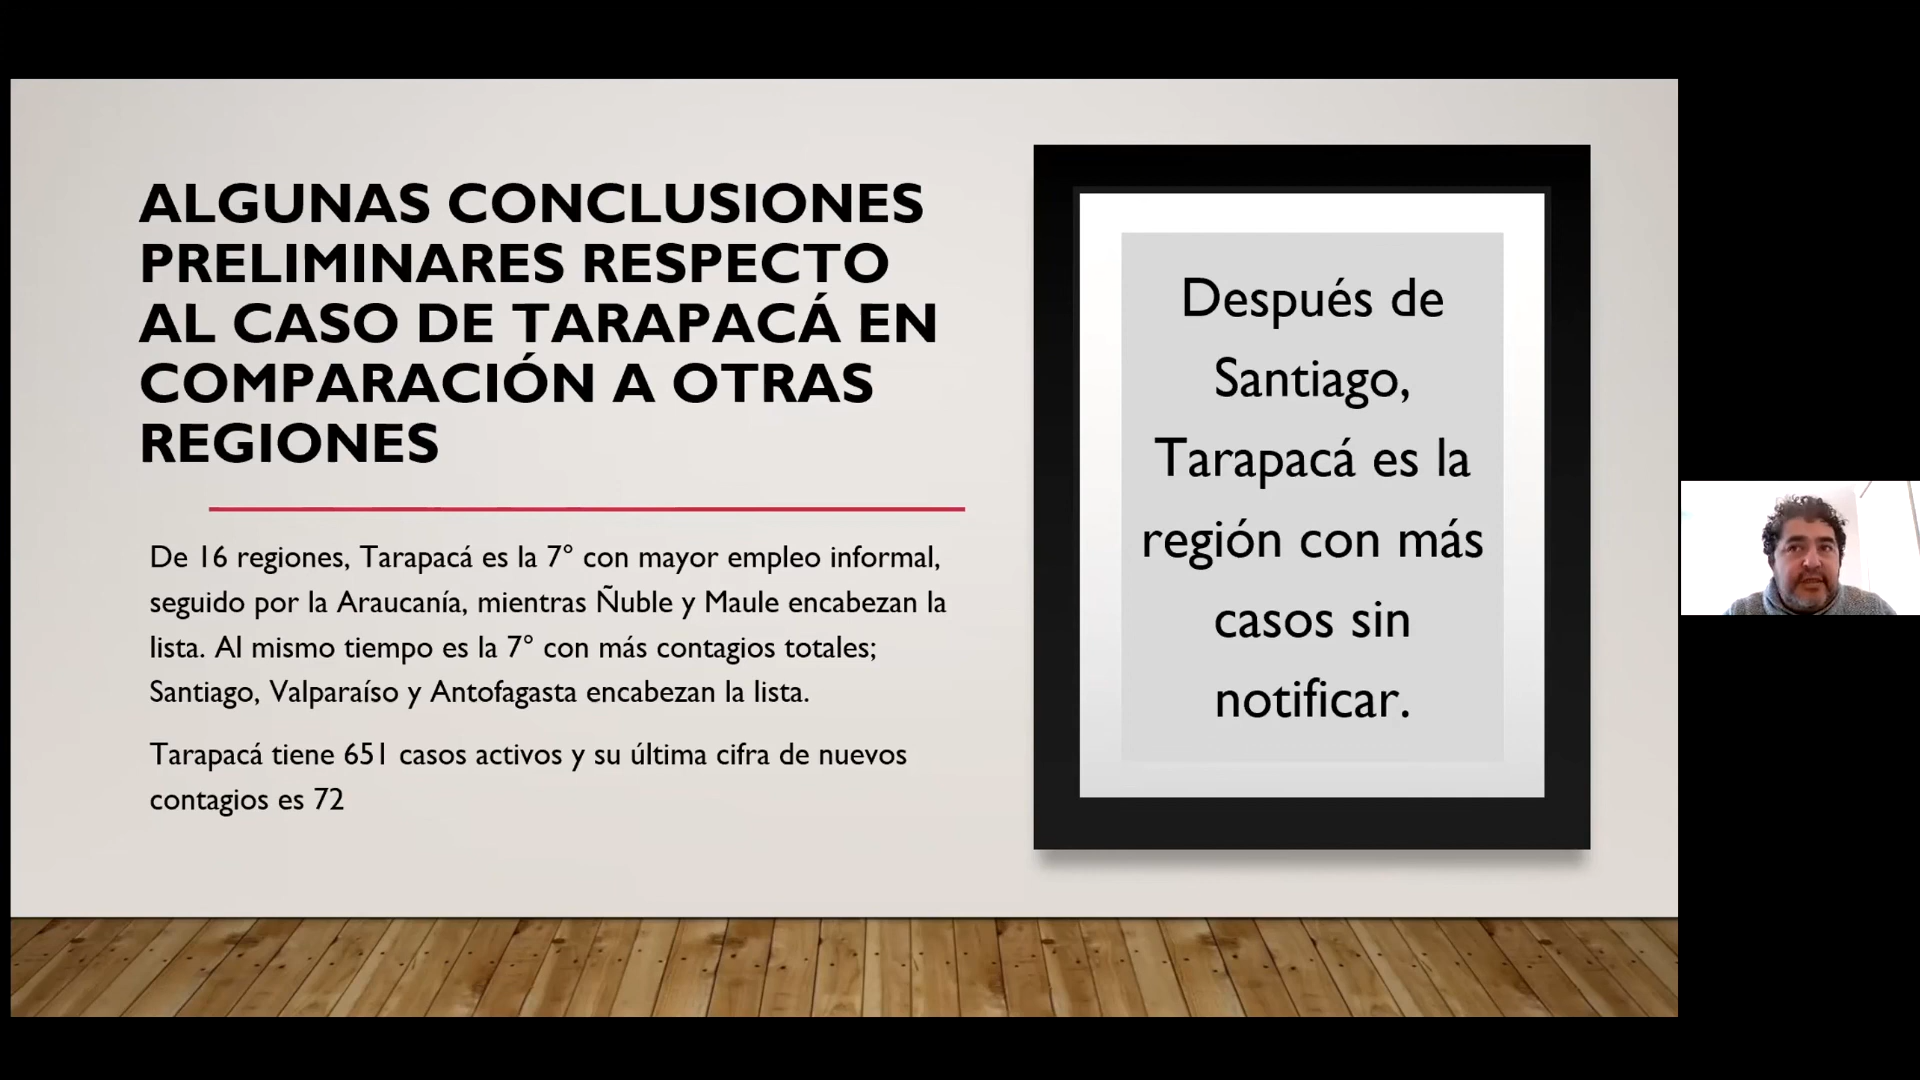 ALGUNAS CONCLUSIONES
PRELIMINARES RESPECTO
AL CASO DE TARAPACÁ EN
COMPARACIÓN A OTRAS
REGIONES
De 16 regiones, Tarapacá es la 7° con mayor empleo informal,
seguido por la Araucanía, mientras Ñuble y Maule encabezan la
lista. Al mismo tiempo es la 7° con más contagios totales;
Santiago, Valparaíso y Antofagasta encabezan la lista.
Tarapacá tiene 651 casos activos y su última cifra de nuevos
contagios es 72
Después de
Santiago,
Tarapacá es la
región con más
casos sin
notificar.